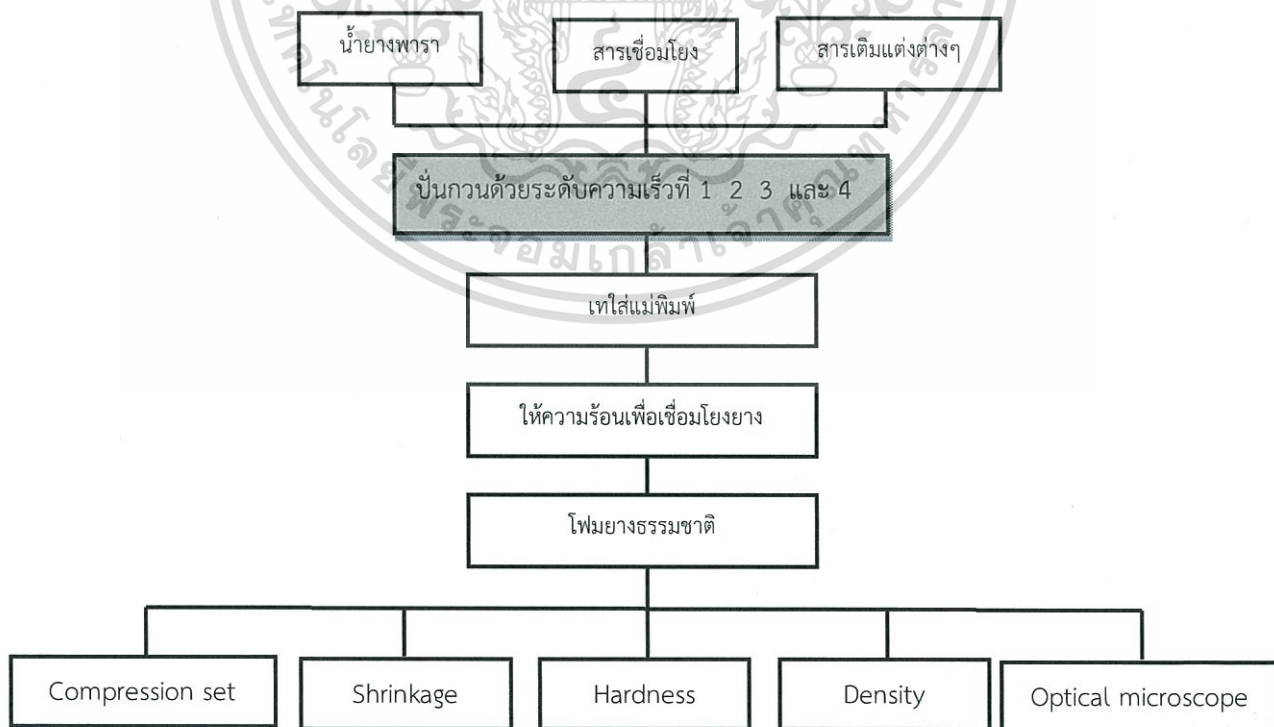 น้ำยางพารา
สารเชื่อมโยง
สารเติมแต่งต่างๆ
ปั่นกวนด้วยระดับความเร็วที่ 1 2 3 และ 4
เทใส่แม่พิมพ์
ให้ความร้อนเพื่อเชื่อมโยงยาง
โฟมยางธรรมชาติ
Compression set
Shrinkage
Hardness
Density
Optical microscope